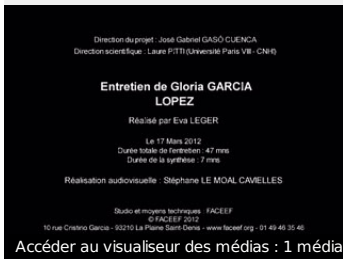 Direction du projet : José Gabriel GASÓ CUENCA
Direction scientifique : Laure PITTI (Université Paris VIII - CNHI)
Entretien de Gloria GARCIA
LOPEZ
Réalisé par Eva LEGER
Le 17 Mars 2012
Durée totale de l'entretien : 47 mns
Durée de la synthèse : 7 mns
Réalisation audiovisuelle : Stéphane LE MOAL CAVIELLES
Studio et moyens techniques : FACEEF
© FACEEF 2012
10 rue Cristino Garcia - 93210 La Plaine Saint-Denis - www.faceef.org - 01 49 46 35 46
Accéder au visualiseur des médias : 1 média